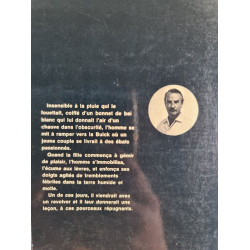 Insensible à la pluie qui le
fouettait, coiffé d'un bonnet de bai
blanc qui lui donnait l'air d'un
chauve dans l'obscurité, l'homme se
mit à ramper vers la Buick où un
jeune couple se livrait à des ébats
passionnés.
Quand la fille commença à gémir
de plaisir, l'homme s'immobilisa,
l'écume aux lèvres, et enfonça ses
doigts agités de tremblements
fébriles dans la terre humide et
molle.
Un de ces jours, il viendrait avec
un revolver et il leur donnerait une
leçon, à ces pourceaux répugnants.